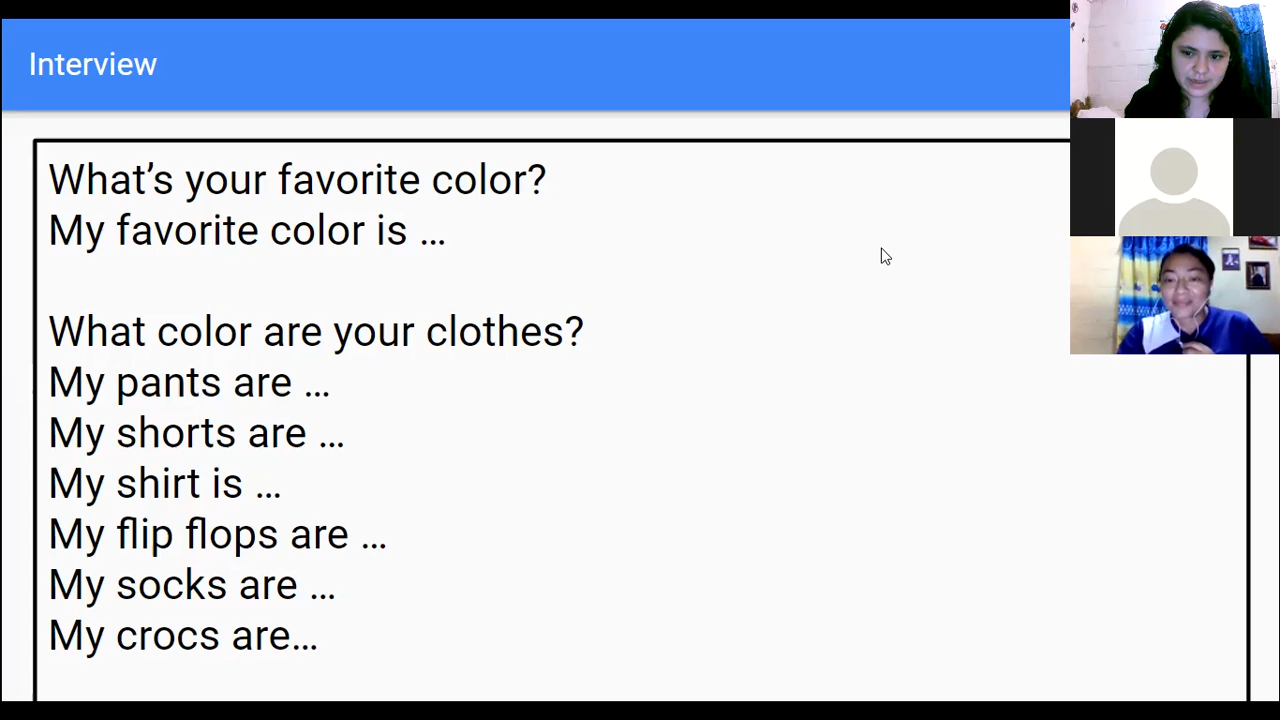 Interview
What's your favorite color?
My favorite color is ...
What color are your clothes?
My pants are ...
My shorts are ...
My shirt is ...
My flip flops are ...
My socks are ...
My crocs are...